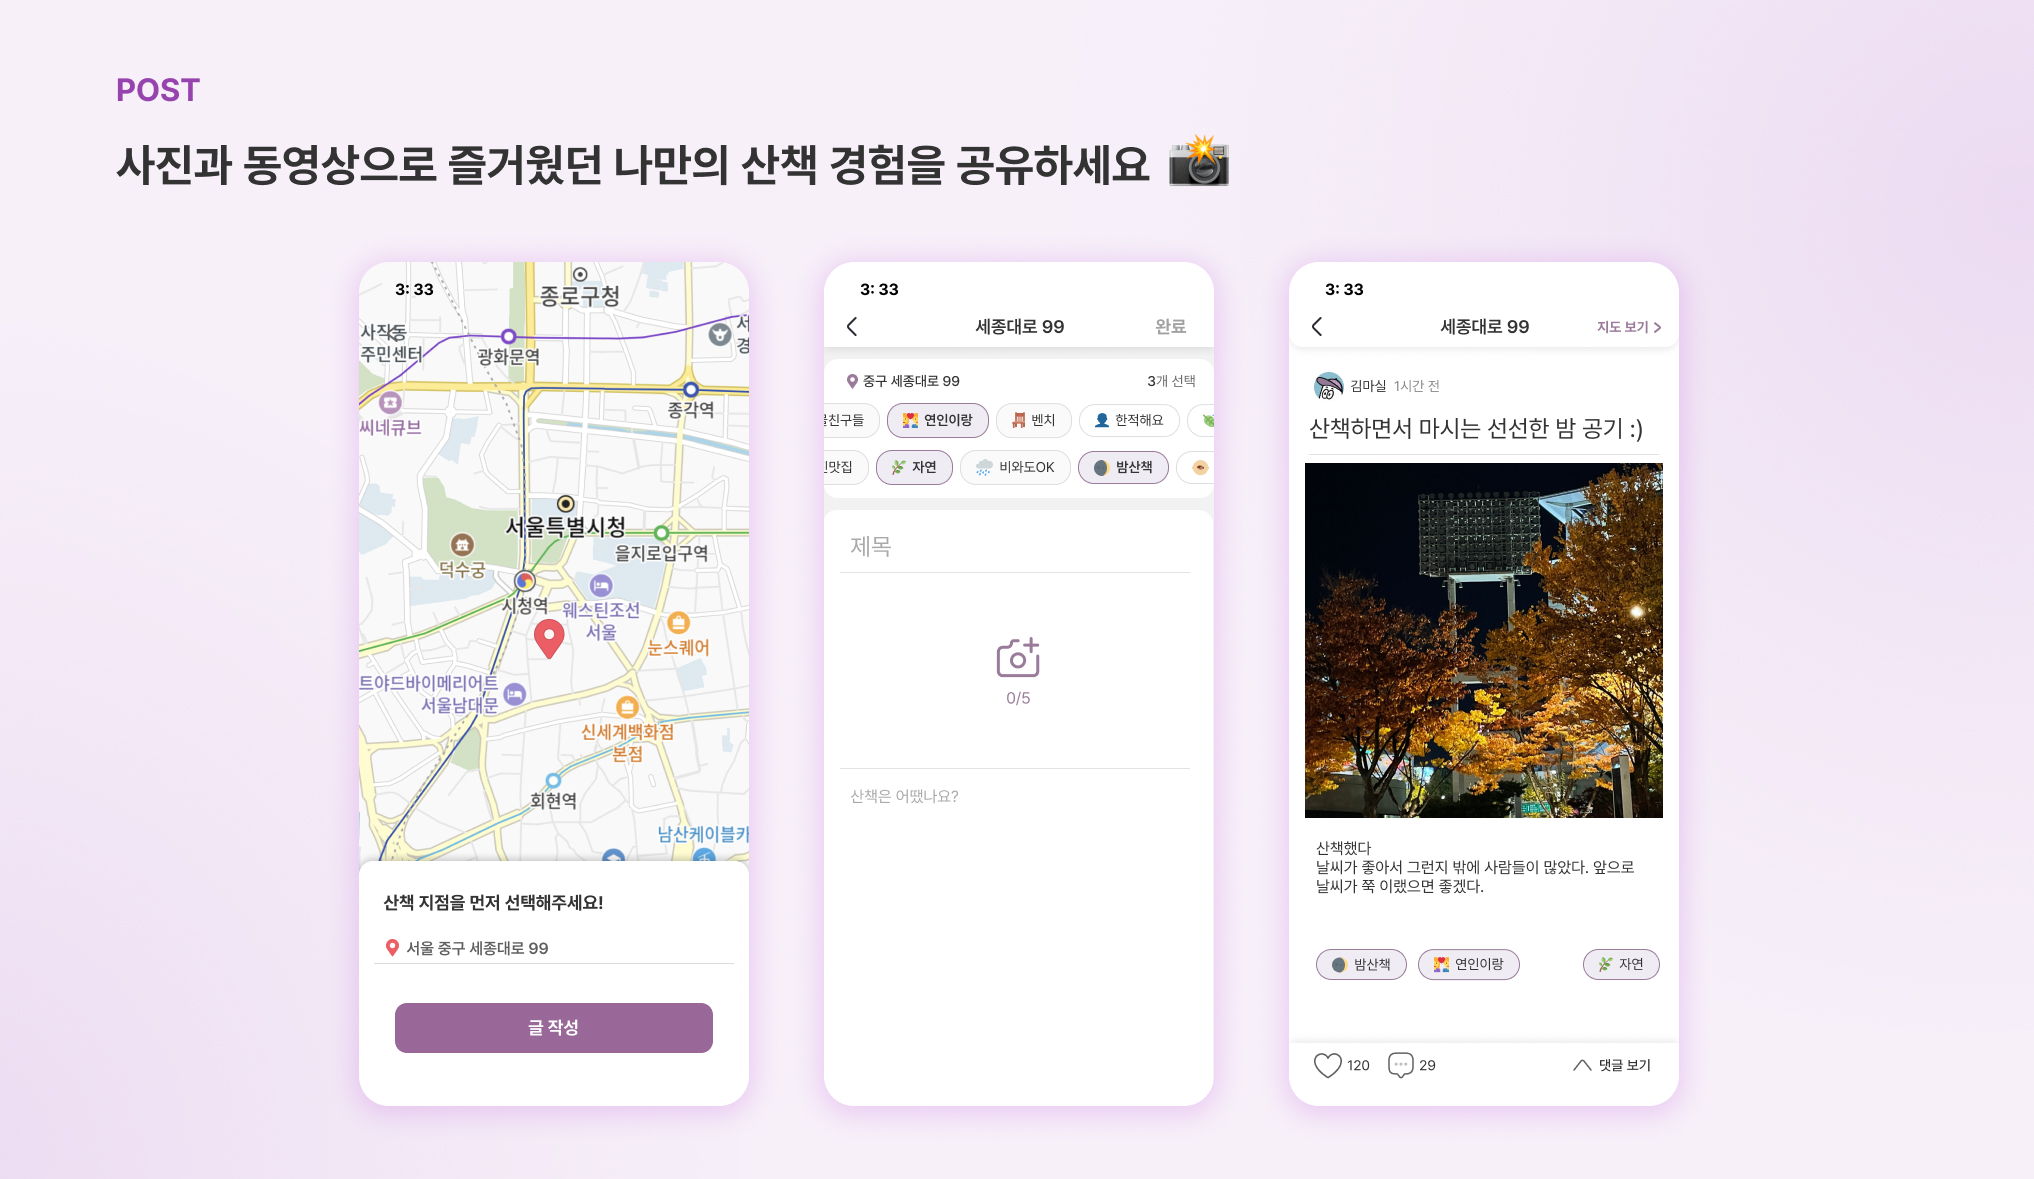 POST
사진과 동영상으로 즐거웠던 나만의 산책 경험을 공유하세요
3: 33
종로구청
사직동
주민센터
광화문역
서
경
종각역
씨네큐브
서울특별시청
을지로입구역
덕수궁
시청역
웨스틴조선
서울
눈스퀘어
트야드바이메리어트
서울남대문
신세계백화점
본점
회현역
남산케이블카
산책 지점을 먼저 선택해주세요!
서울 중구 세종대로 99
글 작성
3: 33
세종대로 99
완료
중구 세종대로 99
3개 선택
친구들
연인이랑
벤치
한적해요
맛집
자연
비와도OK
밤산책
제목
0/5
산책은 어땠나요?
3: 33
세종대로 99
지도 보기
김마실 1시간 전
산책하면서 마시는 선선한 밤 공기 :)
산책했다
날씨가 좋아서 그런지 밖에 사람들이 많았다. 앞으로
날씨가 쭉 이랬으면 좋겠다.
밤산책
연인이랑
자연
120
29
댓글 보기